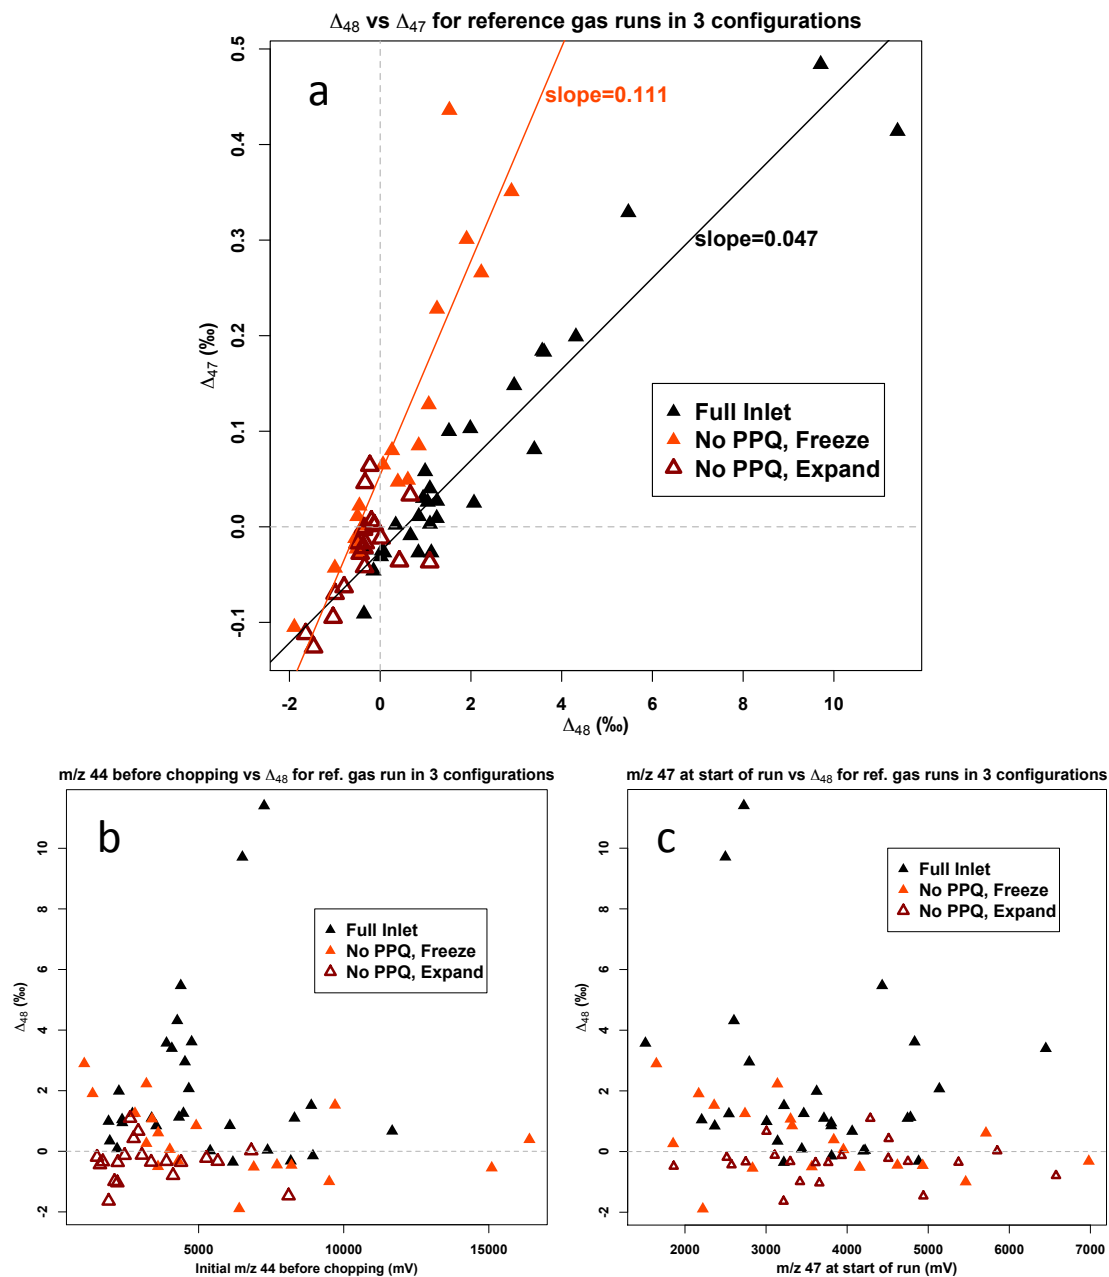 Δ48 vs Δ47 for reference gas runs in 3 configurations
a
slope=0.111
slope=0.047
Full Inlet
No PPQ, Freeze
No PPQ, Expand
Δ47 (‰)
0.5
0.4
0.3
0.2
0.1
0.0
-0.1
-2 0 2 4 6 8 10
Δ48 (‰)
m/z 44 before chopping vs Δ48 for ref. gas run in 3 configurations
b
Full Inlet
No PPQ, Freeze
No PPQ, Expand
Δ48 (‰)
10
8
6
4
2
0
-2
5000 10000 15000
Initial m/z 44 before chopping (mV)
m/z 47 at start of run vs Δ48 for ref. gas runs in 3 configurations
c
Full Inlet
No PPQ, Freeze
No PPQ, Expand
Δ48 (‰)
10
8
6
4
2
0
-2
2000 3000 4000 5000 6000 7000
m/z 47 at start of run (mV)